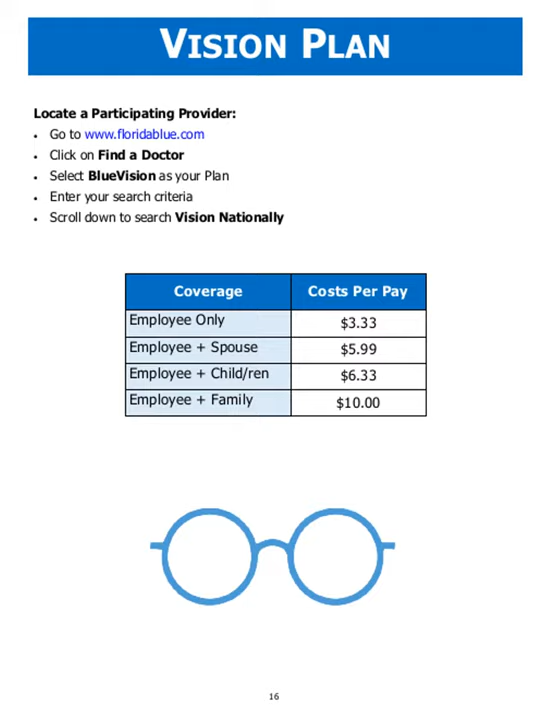 VISION PLAN
Locate a Participating Provider:
• Go to www.floridablue.com
• Click on Find a Doctor
• Select BlueVision as your Plan
• Enter your search criteria
• Scroll down to search Vision Nationally
Coverage Costs Per Pay
Employee Only $3.33
Employee + Spouse $5.99
Employee + Child/ren $6.33
Employee + Family $10.00
16